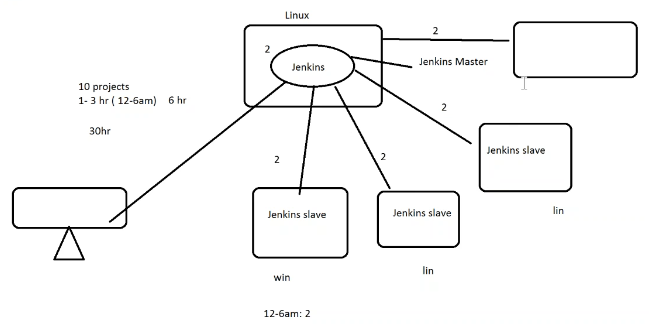 Linux
2
2
Jenkins
Jenkins Master
10 projects
1- 3 hr ( 12-6am) 6 hr
30hr
2
2
2
Jenkins slave
Jenkins slave
Jenkins slave
lin
win
lin
12-6am: 2